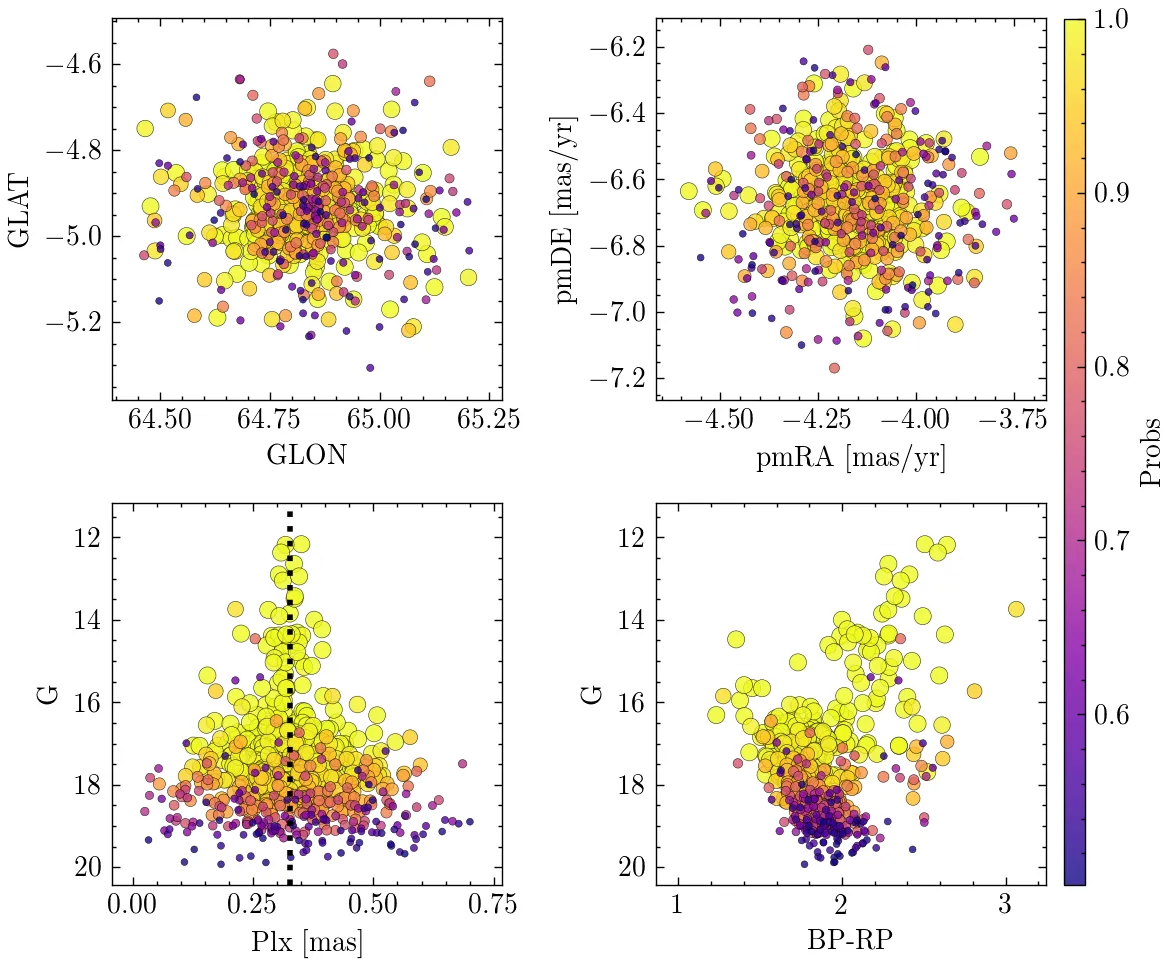 −4.6
−4.8
−5.0
−5.2
GLAT
64.50 64.75 65.00 65.25
GLON
−6.2
−6.4
−6.6
−6.8
−7.0
−7.2
pmDE [mas/yr]
−4.50 −4.25 −4.00 −3.75
pmRA [mas/yr]
12
14
16
18
20
G
0.00 0.25 0.50 0.75
Plx [mas]
12
14
16
18
20
G
1 2 3
BP-RP
1.0
0.9
0.8
0.7
0.6
Probs